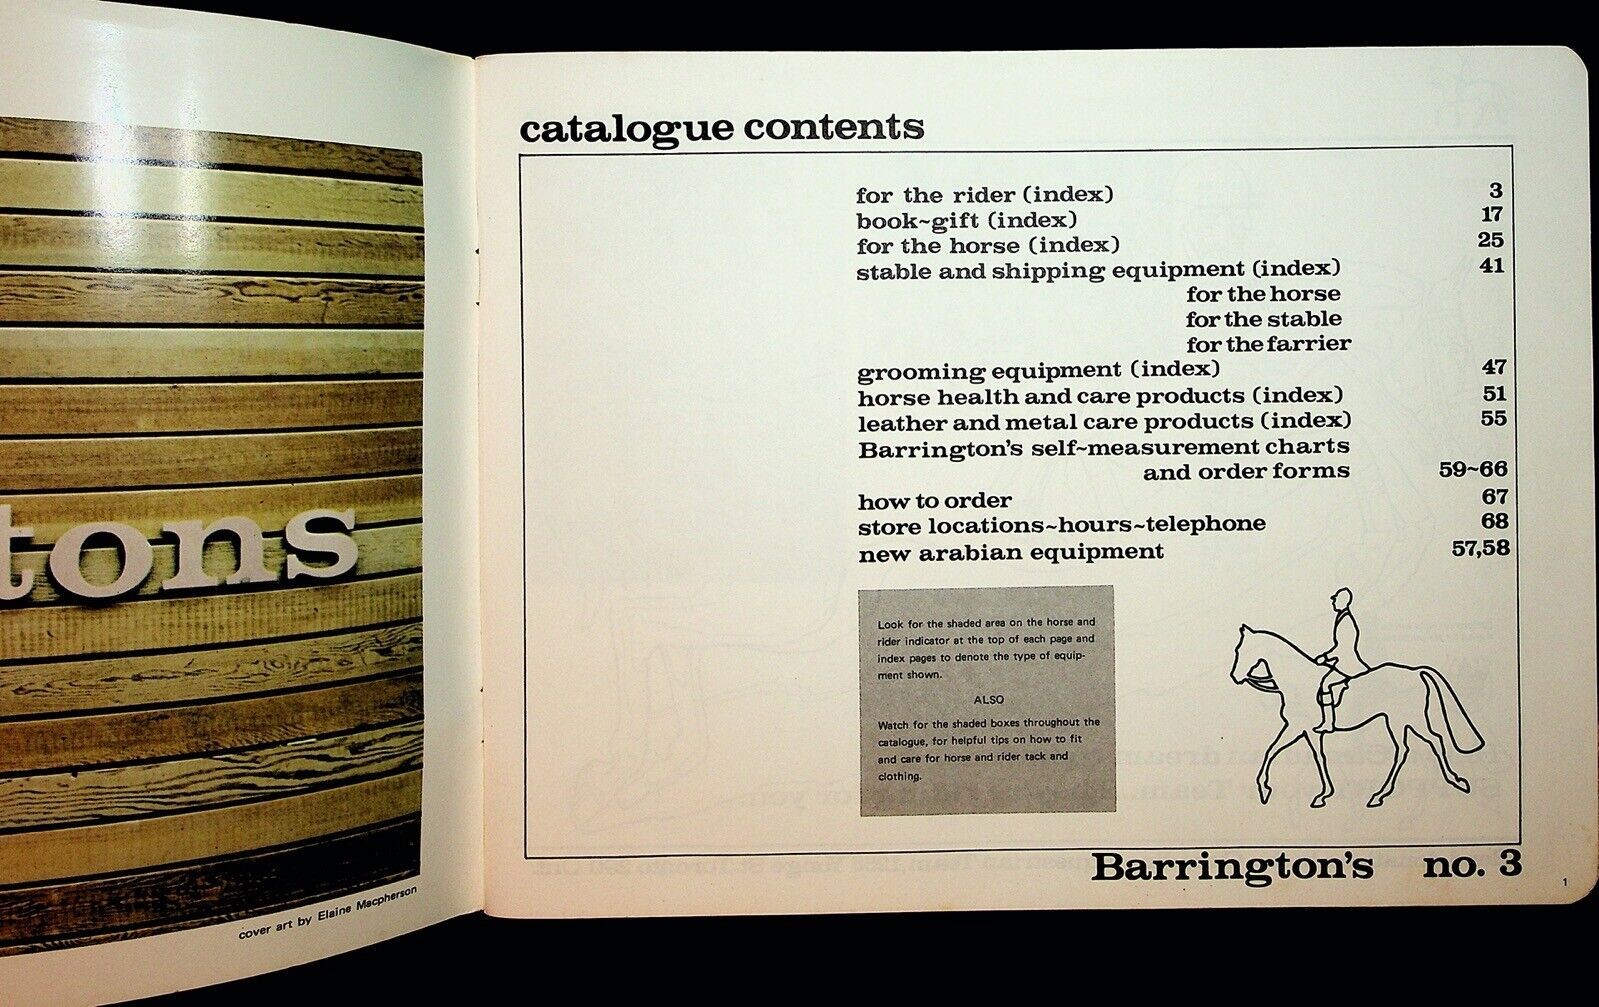 tons
cover art by Elaine Macpherson
catalogue contents
for the rider (index) 3
book~gift (index) 17
for the horse (index) 25
stable and shipping equipment (index) 41
for the horse
for the stable
for the farrier
grooming equipment (index) 47
horse health and care products (index) 51
leather and metal care products (index) 55
Barrington's self~measurement charts
and order forms 59~66
how to order 67
store locations~hours~telephone 68
new arabian equipment 57,58
Look for the shaded area on the horse and
rider indicator at the top of each page and
index pages to denote the type of equip-
ment shown.
ALSO
Watch for the shaded boxes throughout the
catalogue, for helpful tips on how to fit
and care for horse and rider tack and
clothing.
Barrington's no. 3
1